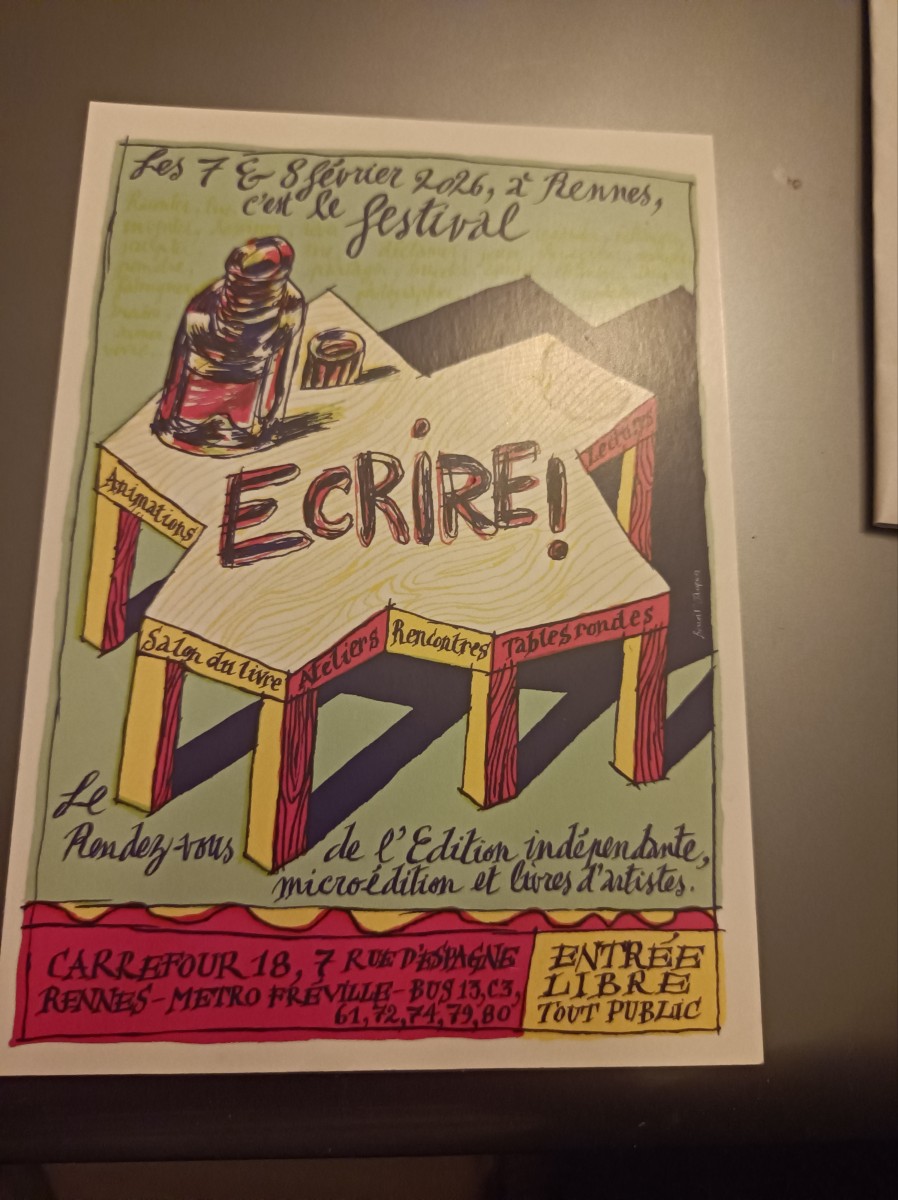 Les 7 & 8 février 2026, à Rennes,
c'est le festival
ECRiRE!
Animations
Lectures
Salon du livre
Ateliers
Rencontres
Tables rondes
Le
Rendez-vous de l'Edition indépendante,
microédition et livres d'artistes.
CARREFOUR 18, 7 RUE D'ESPAGNE
RENNES - METRO FRÉVILLE - BUS 13, C3,
61, 72, 74, 79, 80
ENTRÉE
LIBRE
TOUT PUBLIC